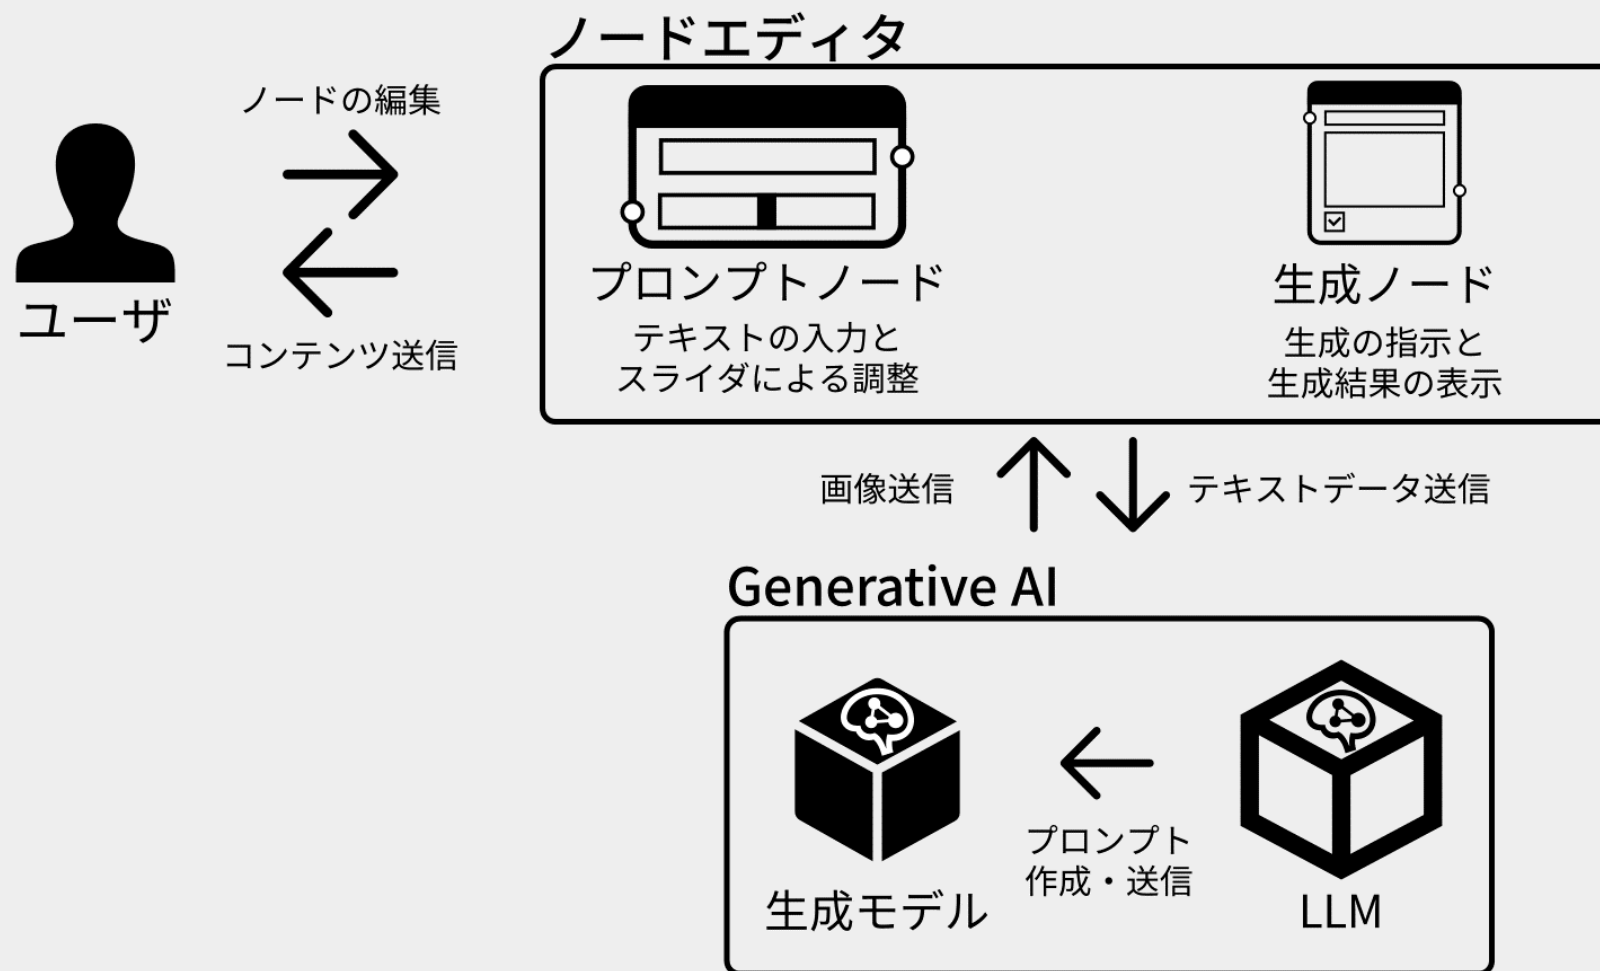 ノードエディタ
ノードの編集
ユーザ
コンテンツ送信
プロンプトノード
テキストの入力と
スライダによる調整
生成ノード
生成の指示と
生成結果の表示
画像送信
テキストデータ送信
Generative AI
生成モデル
プロンプト
作成・送信
LLM